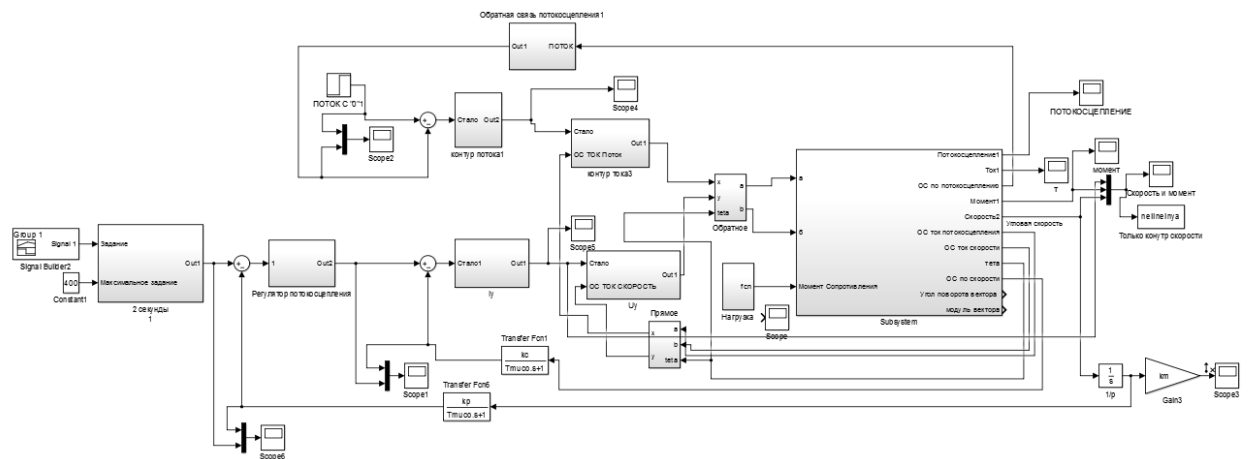 Обратная связь потокосцепления1
Out1
ПОТОК
ПОТОК С "0"1
Scope2
Стало
Out2
контур потока1
Scope4
Стало
Out1
ОС ТОК Поток
контур тока3
x
y
teta
a
b
Обратное
а
б
Момент Сопротивления
Потокосцепление1
Ток1
ОС по потокосцеплению
Момент1
Скорость2
ОС ток потокосцепления
ОС ток скорости
тета
ОС по скорости
Угол поворота вектора
модуль вектора
Subsystem
ПОТОКОСЦЕПЛЕНИЕ
Т
момент
Скорость и момент
nelineinya
Только конутр скорости
Угловая скорость
Group 1
Signal 1
Signal Builder2
400
Constant1
Задание
Out1
Максимальное задание
2 секунды
1
1
Out2
Регулятор потокосцепления
Стало1
Out1
Iy
Scope5
Стало
Out1
ОС ТОК СКОРОСТЬ
Uy
fcn
Нагрузка
Scope
Прямое
x
y
a
b
teta
Transfer Fcn1
kc
Tmuco.s+1
Scope1
Transfer Fcn6
kp
Tmuco.s+1
Scope6
1
s
1/p
km
Gain3
Scope3